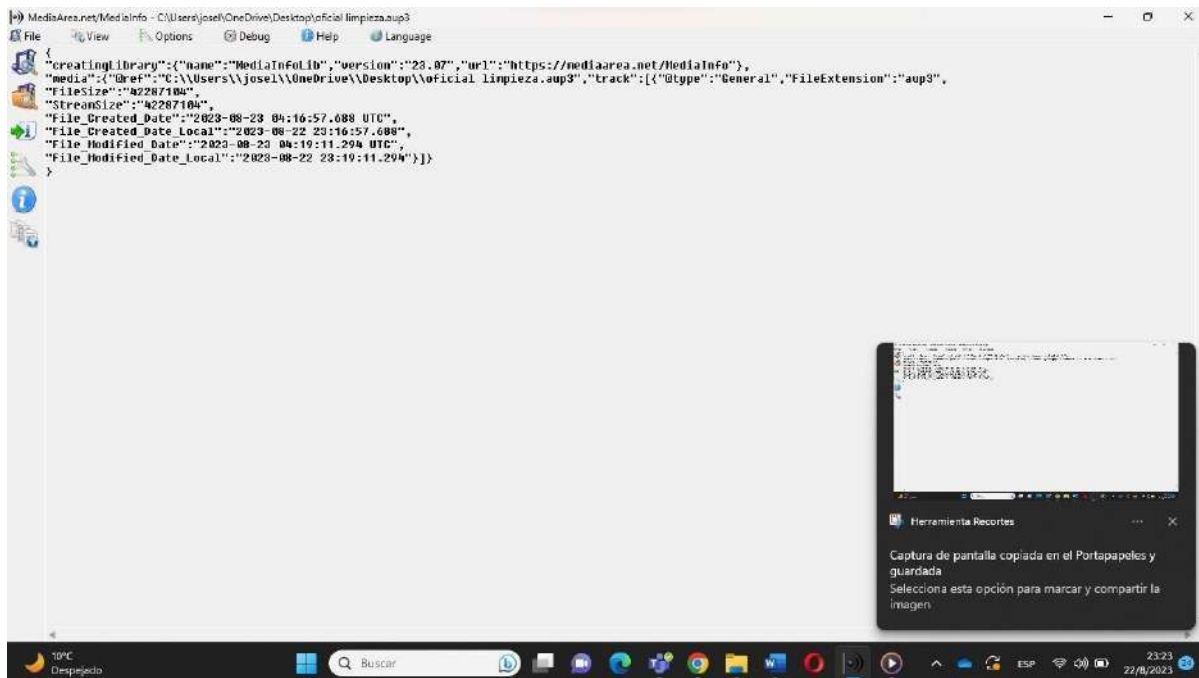 MediaArea.net/MediaInfo - C:\Users\josel\OneDrive\Desktop\oficial limpieza.aup3
File View Options Debug Help Language
{
"creatingLibrary":{"name":"MediaInfoLib","version":"23.07","url":"https://mediaarea.net/MediaInfo"},
"media":{"@ref":"C:\\Users\\josel\\OneDrive\\Desktop\\oficial limpieza.aup3","track":[{"@type":"General","FileExtension":"aup3",
"FileSize":"42287104",
"StreamSize":"42287104",
"File_Created_Date":"2023-08-23 04:16:57.688 UTC",
"File_Created_Date_Local":"2023-08-22 23:16:57.688",
"File_Modified_Date":"2023-08-23 04:19:11.294 UTC",
"File_Modified_Date_Local":"2023-08-22 23:19:11.294"}]}
}
Herramienta Recortes
Captura de pantalla copiada en el Portapapeles y
guardada
Selecciona esta opción para marcar y compartir la
imagen
10°C
Despejado
Buscar
ESP
23:23
22/8/2023
20